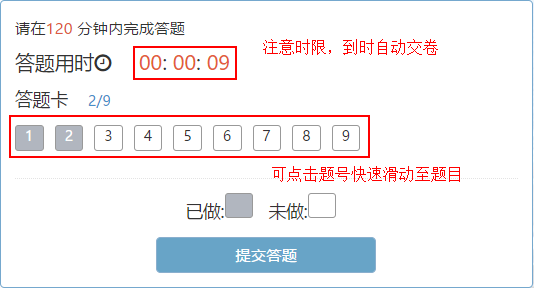 请在120 分钟内完成答题
答题用时 00: 00: 09
注意时限，到时自动交卷
答题卡 2/9
1 2 3 4 5 6 7 8 9
可点击题号快速滑动至题目
已做: 未做:
提交答题